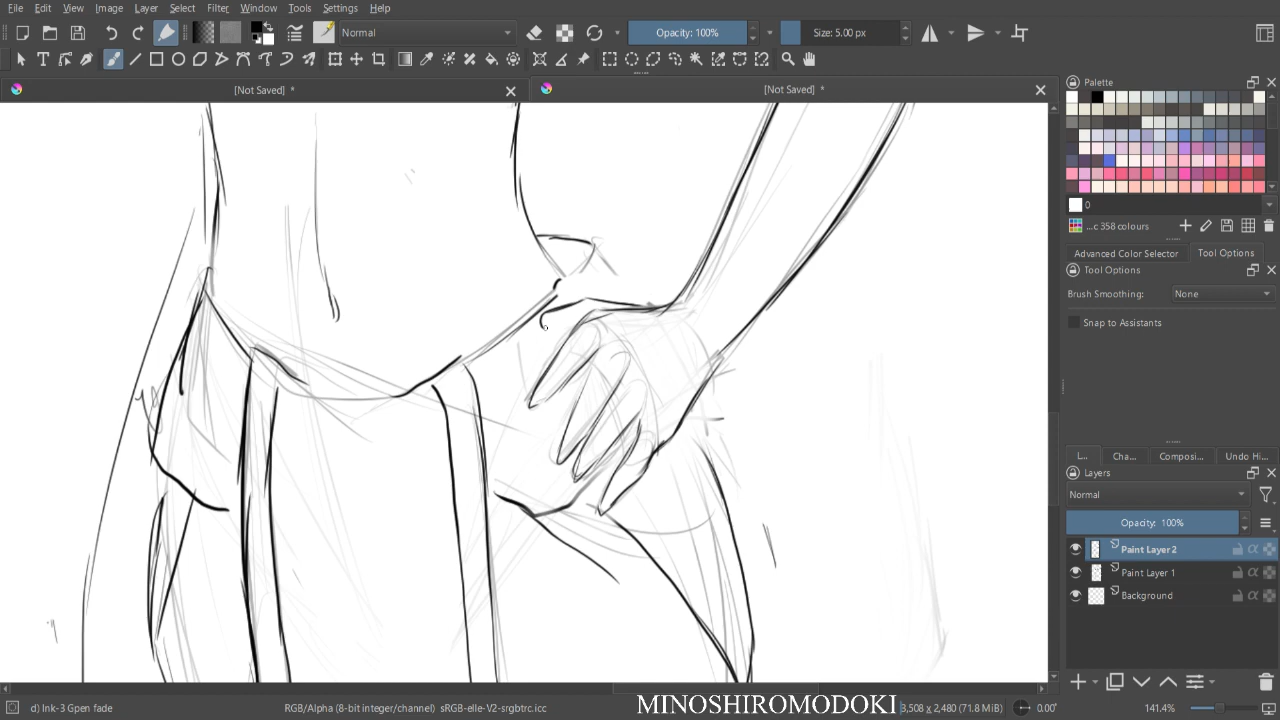 File Edit View Image Layer Select Filter Tools Window Settings Help
Normal Opacity: 100% Size: 5.00 px
[Not Saved] * [Not Saved] *
Palette
0
...c 358 colours
Advanced Color Selector Tool Options
Tool Options
Brush Smoothing: None
Snap to Assistants
L... Cha... Composi... Undo Hi...
Layers
Normal
Opacity: 100%
Paint Layer 2
Paint Layer 1
Background
d) Ink-3 Gpen fade RGB/Alpha (8-bit integer/channel) sRGB-elle-V2-srgbtrc.icc MINOSHIROMODOKI 3,508 x 2,480 (71.8 MiB) 0.00° 141.4%